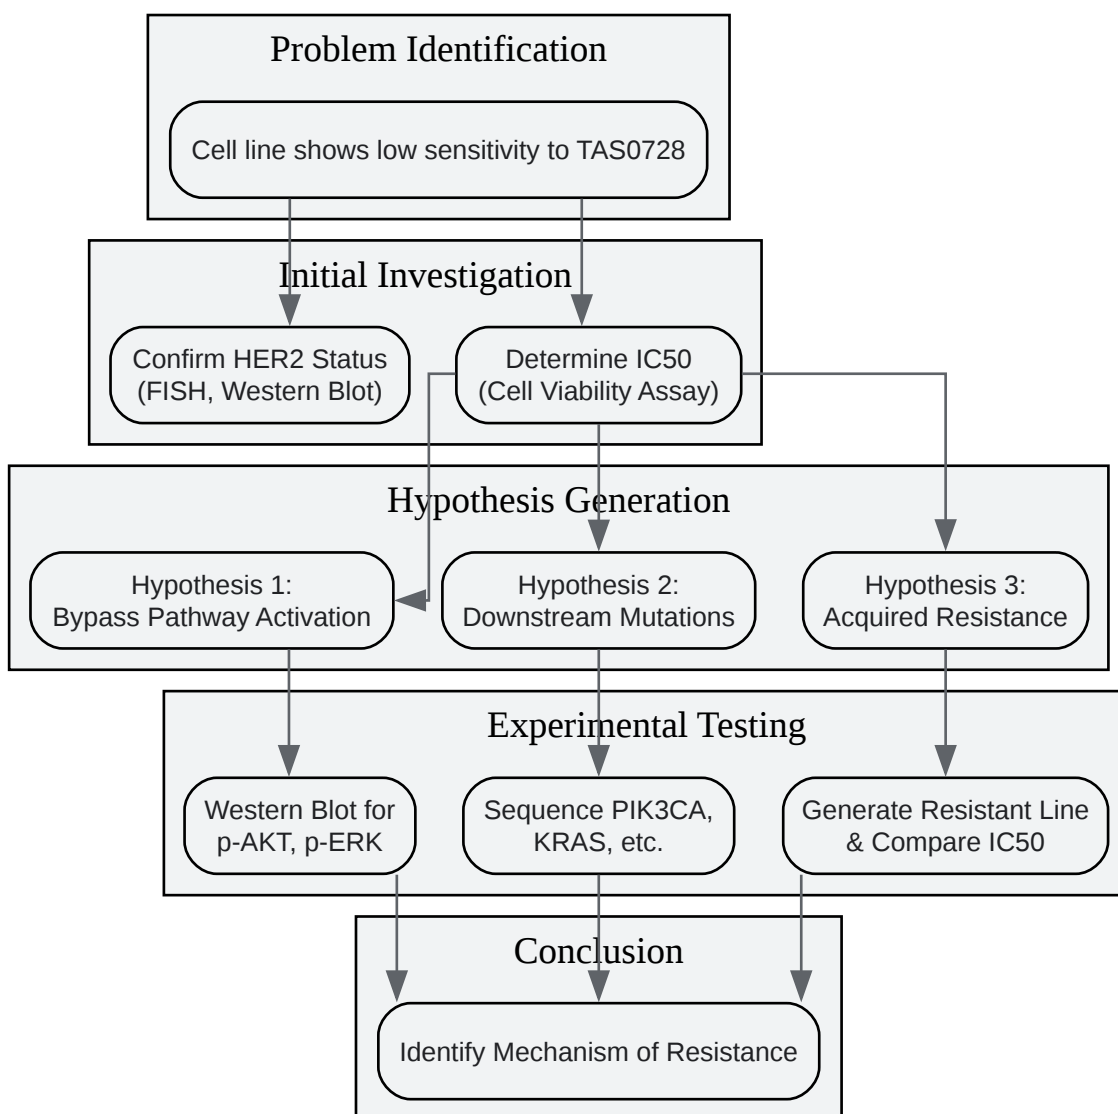 Problem Identification
Cell line shows low sensitivity to TAS0728
Initial Investigation
Confirm HER2 Status
(FISH, Western Blot)
Determine IC50
(Cell Viability Assay)
Hypothesis Generation
Hypothesis 1:
Bypass Pathway Activation
Hypothesis 2:
Downstream Mutations
Hypothesis 3:
Acquired Resistance
Experimental Testing
Western Blot for
p-AKT, p-ERK
Sequence PIK3CA,
KRAS, etc.
Generate Resistant Line
& Compare IC50
Conclusion
Identify Mechanism of Resistance